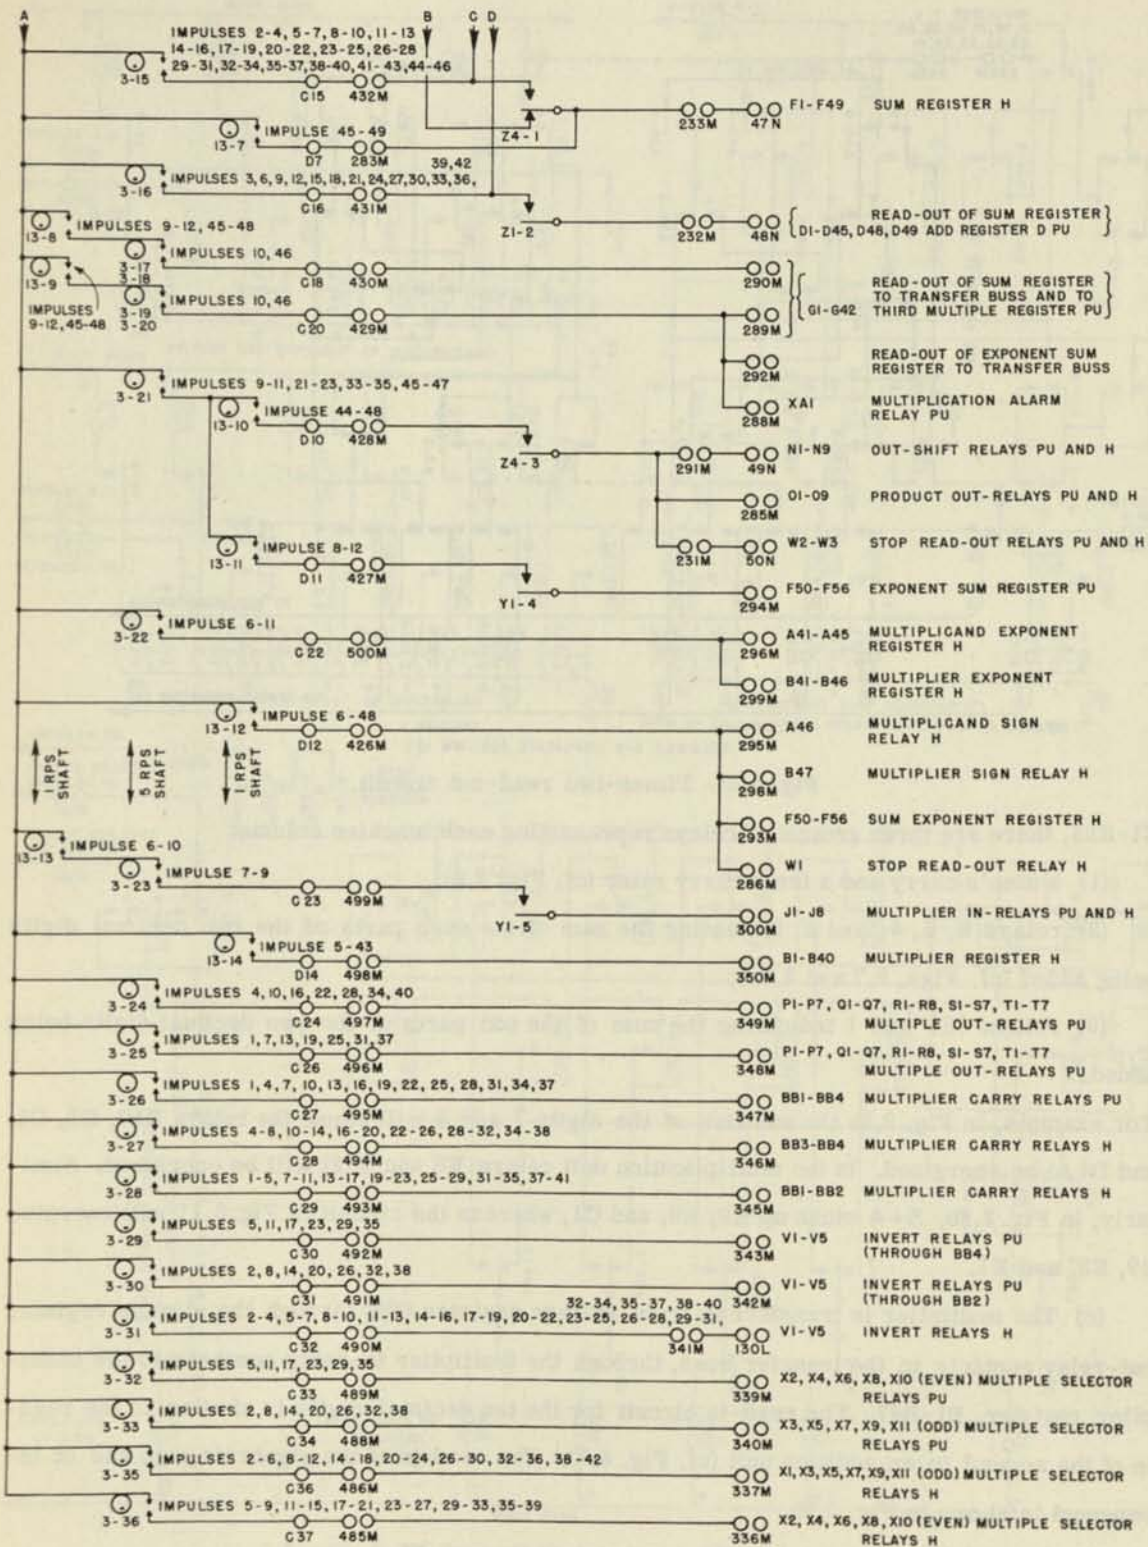 A
B
C
D
IMPULSES 2-4, 5-7, 8-10, 11-13
14-16, 17-19, 20-22, 23-25, 26-28
29-31, 32-34, 35-37, 38-40, 41-43, 44-46
3-15
C15 432M
Z4-1
233M 47N
F1-F49 SUM REGISTER H
13-7
IMPULSE 45-49
D7 283M
39,42
3-16
IMPULSES 3,6,9,12,15,18,21,24,27,30,33,36,
C16 431M
Z1-2
232M 48N
READ-OUT OF SUM REGISTER
D1-D45, D48, D49 ADD REGISTER D PU
13-8
IMPULSES 9-12, 45-48
3-17
3-18
IMPULSES 10, 46
C18 430M
290M
13-9
IMPULSES
9-12, 45-48
3-19
3-20
IMPULSES 10, 46
C20 429M
289M
G1-G42
READ-OUT OF SUM REGISTER
TO TRANSFER BUSS AND TO
THIRD MULTIPLE REGISTER PU
292M
READ-OUT OF EXPONENT SUM
REGISTER TO TRANSFER BUSS
288M
XA1 MULTIPLICATION ALARM
RELAY PU
3-21
IMPULSES 9-11, 21-23, 33-35, 45-47
13-10
IMPULSE 44-48
D10 428M
Z4-3
291M 49N
N1-N9 OUT-SHIFT RELAYS PU AND H
285M
O1-O9 PRODUCT OUT-RELAYS PU AND H
231M 50N
W2-W3 STOP READ-OUT RELAYS PU AND H
13-11
IMPULSE 8-12
D11 427M
Y1-4
294M
F50-F56 EXPONENT SUM REGISTER PU
3-22
IMPULSE 6-11
C22 500M
296M
A41-A45 MULTIPLICAND EXPONENT
REGISTER H
299M
B41-B46 MULTIPLIER EXPONENT
REGISTER H
13-12
IMPULSE 6-48
D12 426M
295M
A46 MULTIPLICAND SIGN
RELAY H
298M
B47 MULTIPLIER SIGN RELAY H
293M
F50-F56 SUM EXPONENT REGISTER H
286M
W1 STOP READ-OUT RELAY H
1 RPS
SHAFT
5 RPS
SHAFT
1 RPS
SHAFT
13-13
IMPULSE 6-10
3-23
IMPULSE 7-9
C23 499M
Y1-5
300M
J1-J8 MULTIPLIER IN-RELAYS PU AND H
13-14
IMPULSE 5-43
D14 498M
350M
B1-B40 MULTIPLIER REGISTER H
3-24
IMPULSES 4, 10, 16, 22, 28, 34, 40
C24 497M
349M
P1-P7, Q1-Q7, R1-R8, S1-S7, T1-T7
MULTIPLE OUT-RELAYS PU
3-25
IMPULSES 1, 7, 13, 19, 25, 31, 37
C26 496M
348M
P1-P7, Q1-Q7, R1-R8, S1-S7, T1-T7
MULTIPLE OUT-RELAYS PU
3-26
IMPULSES 1, 4, 7, 10, 13, 16, 19, 22, 25, 28, 31, 34, 37
C27 495M
347M
BB1-BB4 MULTIPLIER CARRY RELAYS PU
3-27
IMPULSES 4-8, 10-14, 16-20, 22-26, 28-32, 34-38
C28 494M
346M
BB3-BB4 MULTIPLIER CARRY RELAYS H
3-28
IMPULSES 1-5, 7-11, 13-17, 19-23, 25-29, 31-35, 37-41
C29 493M
345M
BB1-BB2 MULTIPLIER CARRY RELAYS H
3-29
IMPULSES 5, 11, 17, 23, 29, 35
C30 492M
343M
V1-V5 INVERT RELAYS PU
(THROUGH BB4)
3-30
IMPULSES 2, 8, 14, 20, 26, 32, 38
C31 491M
342M
V1-V5 INVERT RELAYS PU
(THROUGH BB2)
32-34, 35-37, 38-40
3-31
IMPULSES 2-4, 5-7, 8-10, 11-13, 14-16, 17-19, 20-22, 23-25, 26-28, 29-31,
C32 490M
341M 130L
V1-V5 INVERT RELAYS H
3-32
IMPULSES 5, 11, 17, 23, 29, 35
C33 489M
339M
X2, X4, X6, X8, X10 (EVEN) MULTIPLE SELECTOR
RELAYS PU
3-33
IMPULSES 2, 8, 14, 20, 26, 32, 38
C34 488M
340M
X3, X5, X7, X9, X11 (ODD) MULTIPLE SELECTOR
RELAYS PU
3-35
IMPULSES 2-6, 8-12, 14-18, 20-24, 26-30, 32-36, 38-42
C36 486M
337M
X1, X3, X5, X7, X9, X11 (ODD) MULTIPLE SELECTOR
RELAYS H
3-36
IMPULSES 5-9, 11-15, 17-21, 23-27, 29-33, 35-39
C37 485M
336M
X2, X4, X6, X8, X10 (EVEN) MULTIPLE SELECTOR
RELAYS H